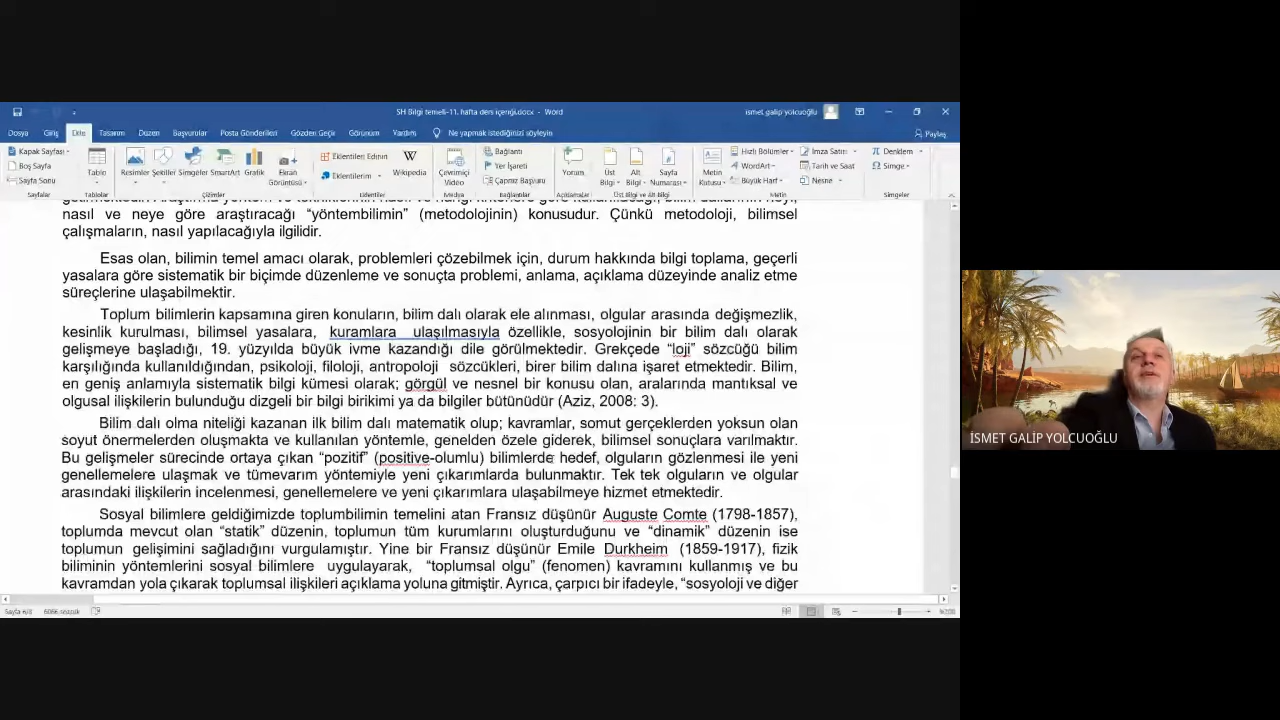 SH Bilgi temeli-11. hafta ders içeriği.docx - Word
ismet galip yolcuoğlu
Dosya Giriş Ekle Tasarım Düzen Başvurular Posta Gönderileri Gözden Geçir Görünüm Yardım Ne yapmak istediğinizi söyleyin Paylaş
Kapak Sayfası
Boş Sayfa
Sayfa Sonu
Sayfalar
Tablo
Tablolar
Resimler Şekiller Simgeler SmartArt Grafik Ekran Görüntüsü
Çizimler
Eklentileri Edinin
Eklentilerim
Wikipedia
Eklentiler
Çevrimiçi Video
Medya
Bağlantı
Yer İşareti
Çapraz Başvuru
Bağlantılar
Yorum
Açıklamalar
Üst Bilgi Alt Bilgi Sayfa Numarası
Üst Bilgi ve Alt Bilgi
Metin Kutusu
Hızlı Bölümler
WordArt
Büyük Harf
İmza Satırı
Tarih ve Saat
Nesne
Metin
Denklem
Simge
Simgeler
nasıl ve neye göre araştıracağı “yöntembilimin” (metodolojinin) konusudur. Çünkü metodoloji, bilimsel
çalışmaların, nasıl yapılacağıyla ilgilidir.
Esas olan, bilimin temel amacı olarak, problemleri çözebilmek için, durum hakkında bilgi toplama, geçerli
yasalara göre sistematik bir biçimde düzenleme ve sonuçta problemi, anlama, açıklama düzeyinde analiz etme
süreçlerine ulaşabilmektir.
Toplum bilimlerin kapsamına giren konuların, bilim dalı olarak ele alınması, olgular arasında değişmezlik,
kesinlik kurulması, bilimsel yasalara, kuramlara ulaşılmasıyla özellikle, sosyolojinin bir bilim dalı olarak
gelişmeye başladığı, 19. yüzyılda büyük ivme kazandığı dile görülmektedir. Grekçede “loji” sözcüğü bilim
karşılığında kullanıldığından, psikoloji, filoloji, antropoloji sözcükleri, birer bilim dalına işaret etmektedir. Bilim,
en geniş anlamıyla sistematik bilgi kümesi olarak; görgül ve nesnel bir konusu olan, aralarında mantıksal ve
olgusal ilişkilerin bulunduğu dizgeli bir bilgi birikimi ya da bilgiler bütünüdür (Aziz, 2008: 3).
Bilim dalı olma niteliği kazanan ilk bilim dalı matematik olup; kavramlar, somut gerçeklerden yoksun olan
soyut önermelerden oluşmakta ve kullanılan yöntemle, genelden özele giderek, bilimsel sonuçlara varılmaktır.
Bu gelişmeler sürecinde ortaya çıkan “pozitif” (positive-olumlu) bilimlerde hedef, olguların gözlenmesi ile yeni
genellemelere ulaşmak ve tümevarım yöntemiyle yeni çıkarımlarda bulunmaktır. Tek tek olguların ve olgular
arasındaki ilişkilerin incelenmesi, genellemelere ve yeni çıkarımlara ulaşabilmeye hizmet etmektedir.
Sosyal bilimlere geldiğimizde toplumbilimin temelini atan Fransız düşünür Auguste Comte (1798-1857),
toplumda mevcut olan “statik” düzenin, toplumun tüm kurumlarını oluşturduğunu ve “dinamik” düzenin ise
toplumun gelişimini sağladığını vurgulamıştır. Yine bir Fransız düşünür Emile Durkheim (1859-1917), fizik
biliminin yöntemlerini sosyal bilimlere uygulayarak, “toplumsal olgu” (fenomen) kavramını kullanmış ve bu
kavramdan yola çıkarak toplumsal ilişkileri açıklama yoluna gitmiştir. Ayrıca, çarpıcı bir ifadeyle, “sosyoloji ve diğer
İSMET GALİP YOLCUOĞLU